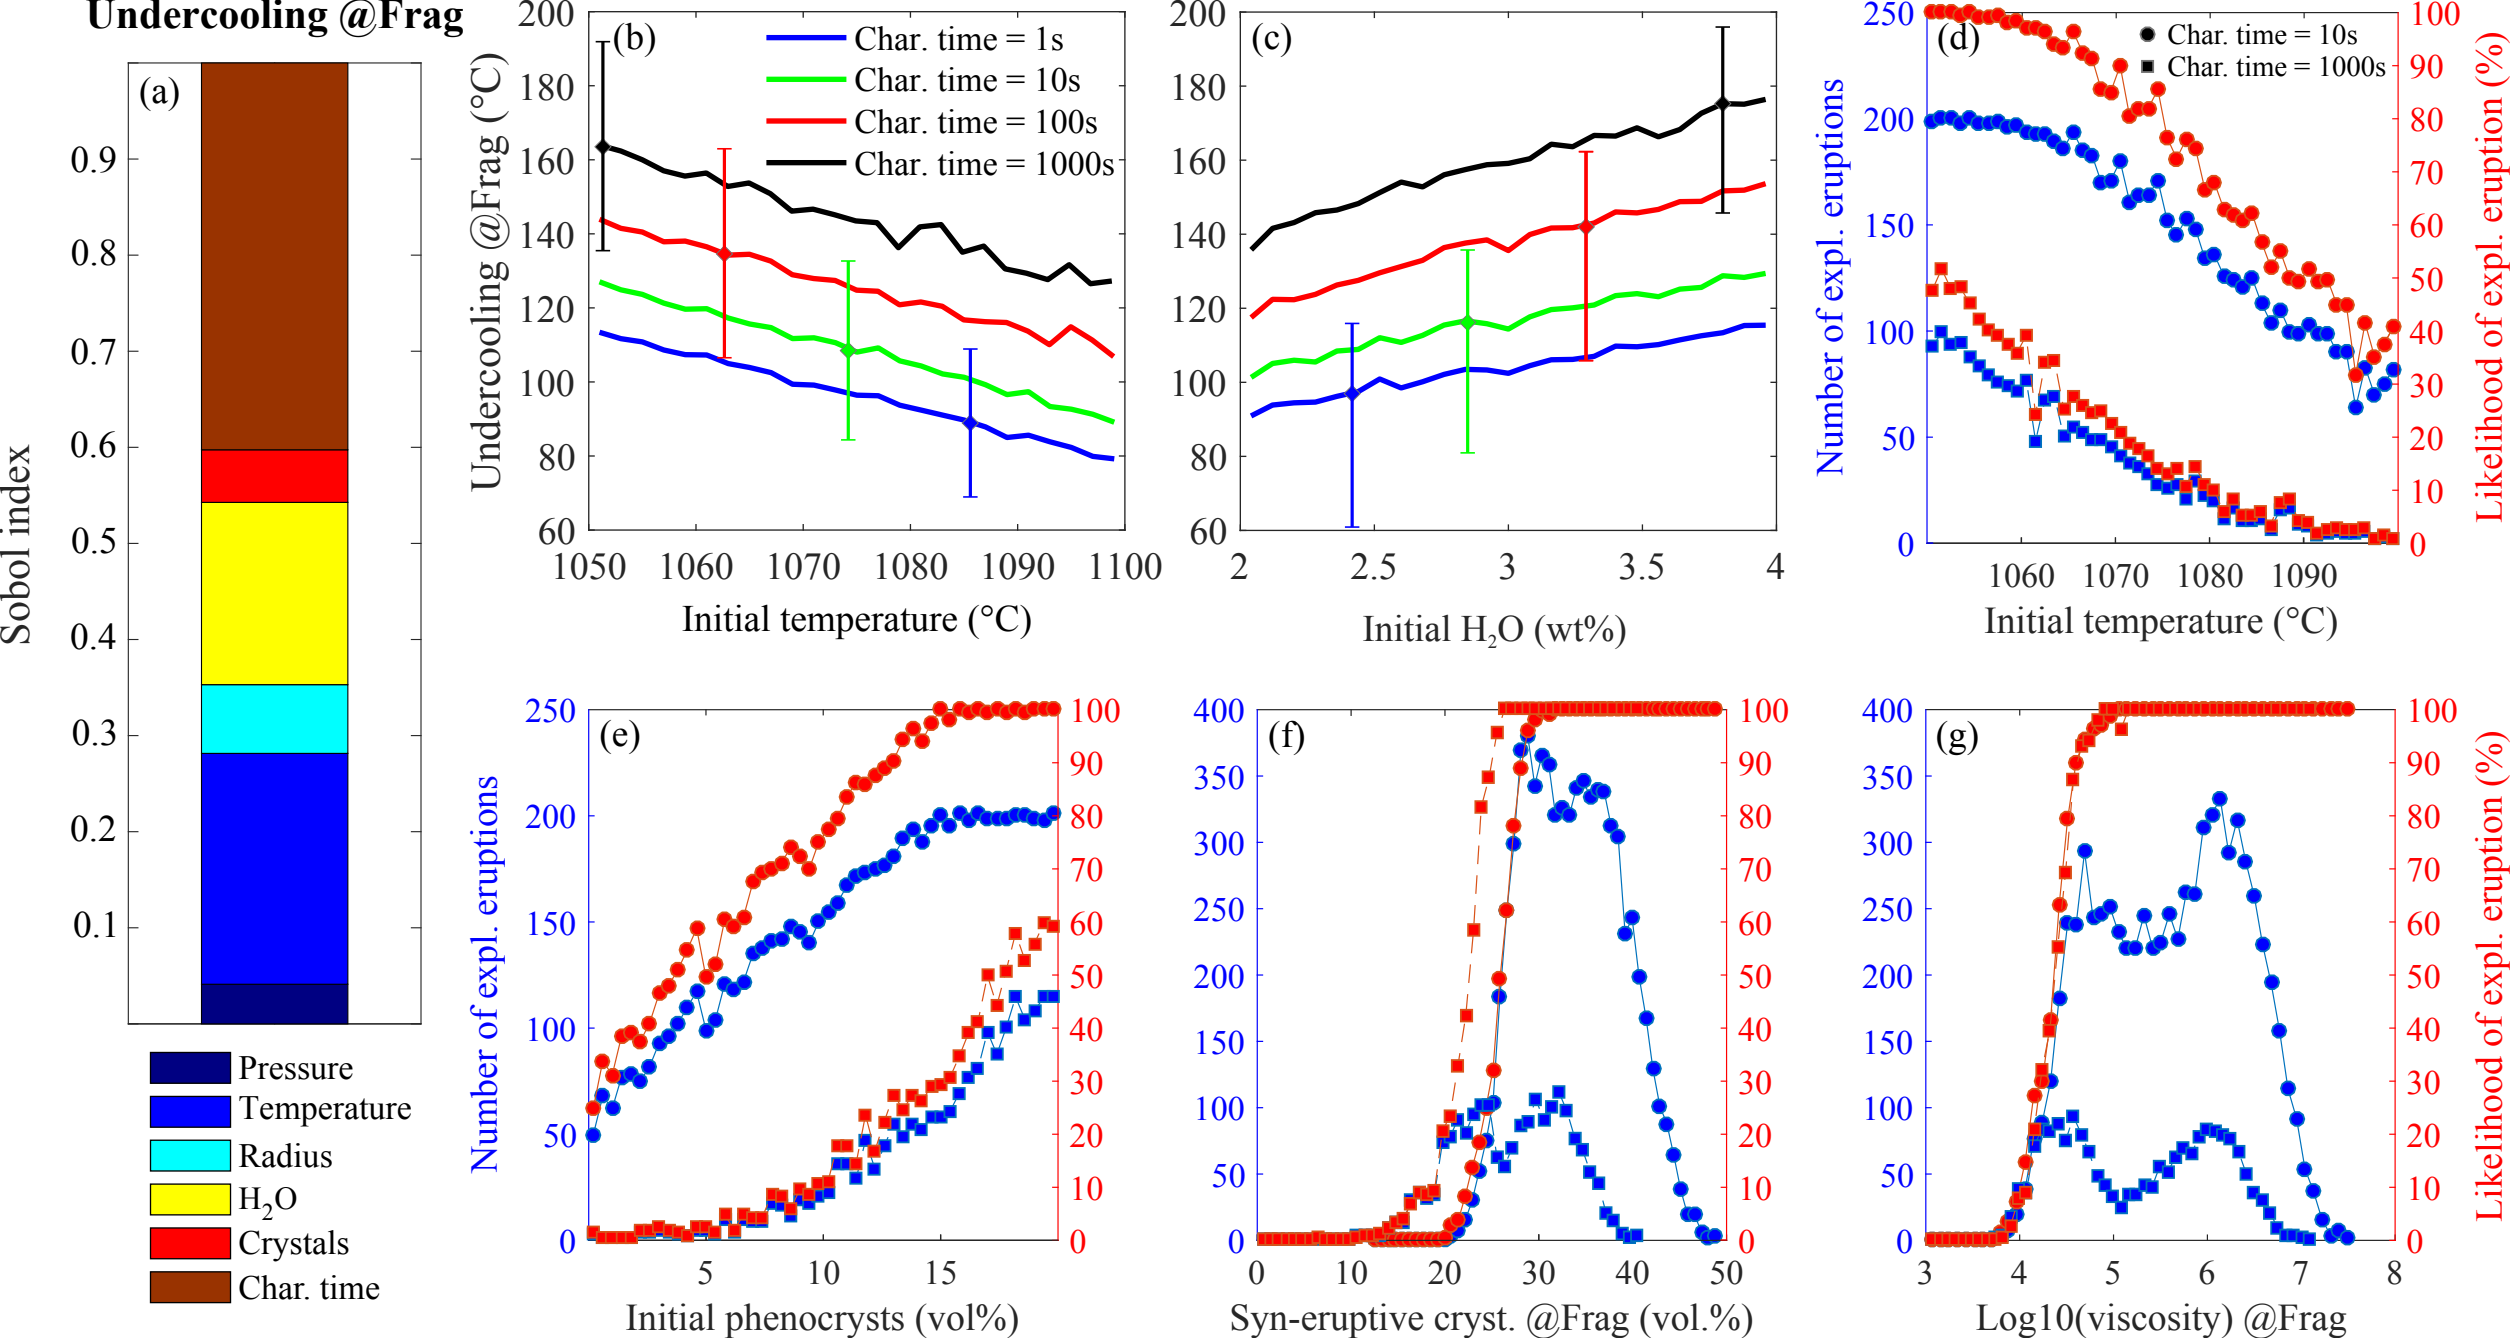 Undercooling @Frag
(a)
Sobol index
0.9
0.8
0.7
0.6
0.5
0.4
0.3
0.2
0.1
Pressure
Temperature
Radius
H2O
Crystals
Char. time
(b)
Char. time = 1s
Char. time = 10s
Char. time = 100s
Char. time = 1000s
Undercooling @Frag (°C)
200
180
160
140
120
100
80
60
1050 1060 1070 1080 1090 1100
Initial temperature (°C)
(c)
200
180
160
140
120
100
80
60
2 2.5 3 3.5 4
Initial H2O (wt%)
(d)
Char. time = 10s
Char. time = 1000s
Number of expl. eruptions
250
200
150
100
50
0
100
90
80
70
60
50
40
30
20
10
0
Likelihood of expl. eruption (%)
1060 1070 1080 1090
Initial temperature (°C)
(e)
Number of expl. eruptions
250
200
150
100
50
0
100
90
80
70
60
50
40
30
20
10
0
5 10 15
Initial phenocrysts (vol%)
(f)
400
350
300
250
200
150
100
50
0
100
90
80
70
60
50
40
30
20
10
0
0 10 20 30 40 50
Syn-eruptive cryst. @Frag (vol.%)
(g)
400
350
300
250
200
150
100
50
0
100
90
80
70
60
50
40
30
20
10
0
Likelihood of expl. eruption (%)
3 4 5 6 7 8
Log10(viscosity) @Frag